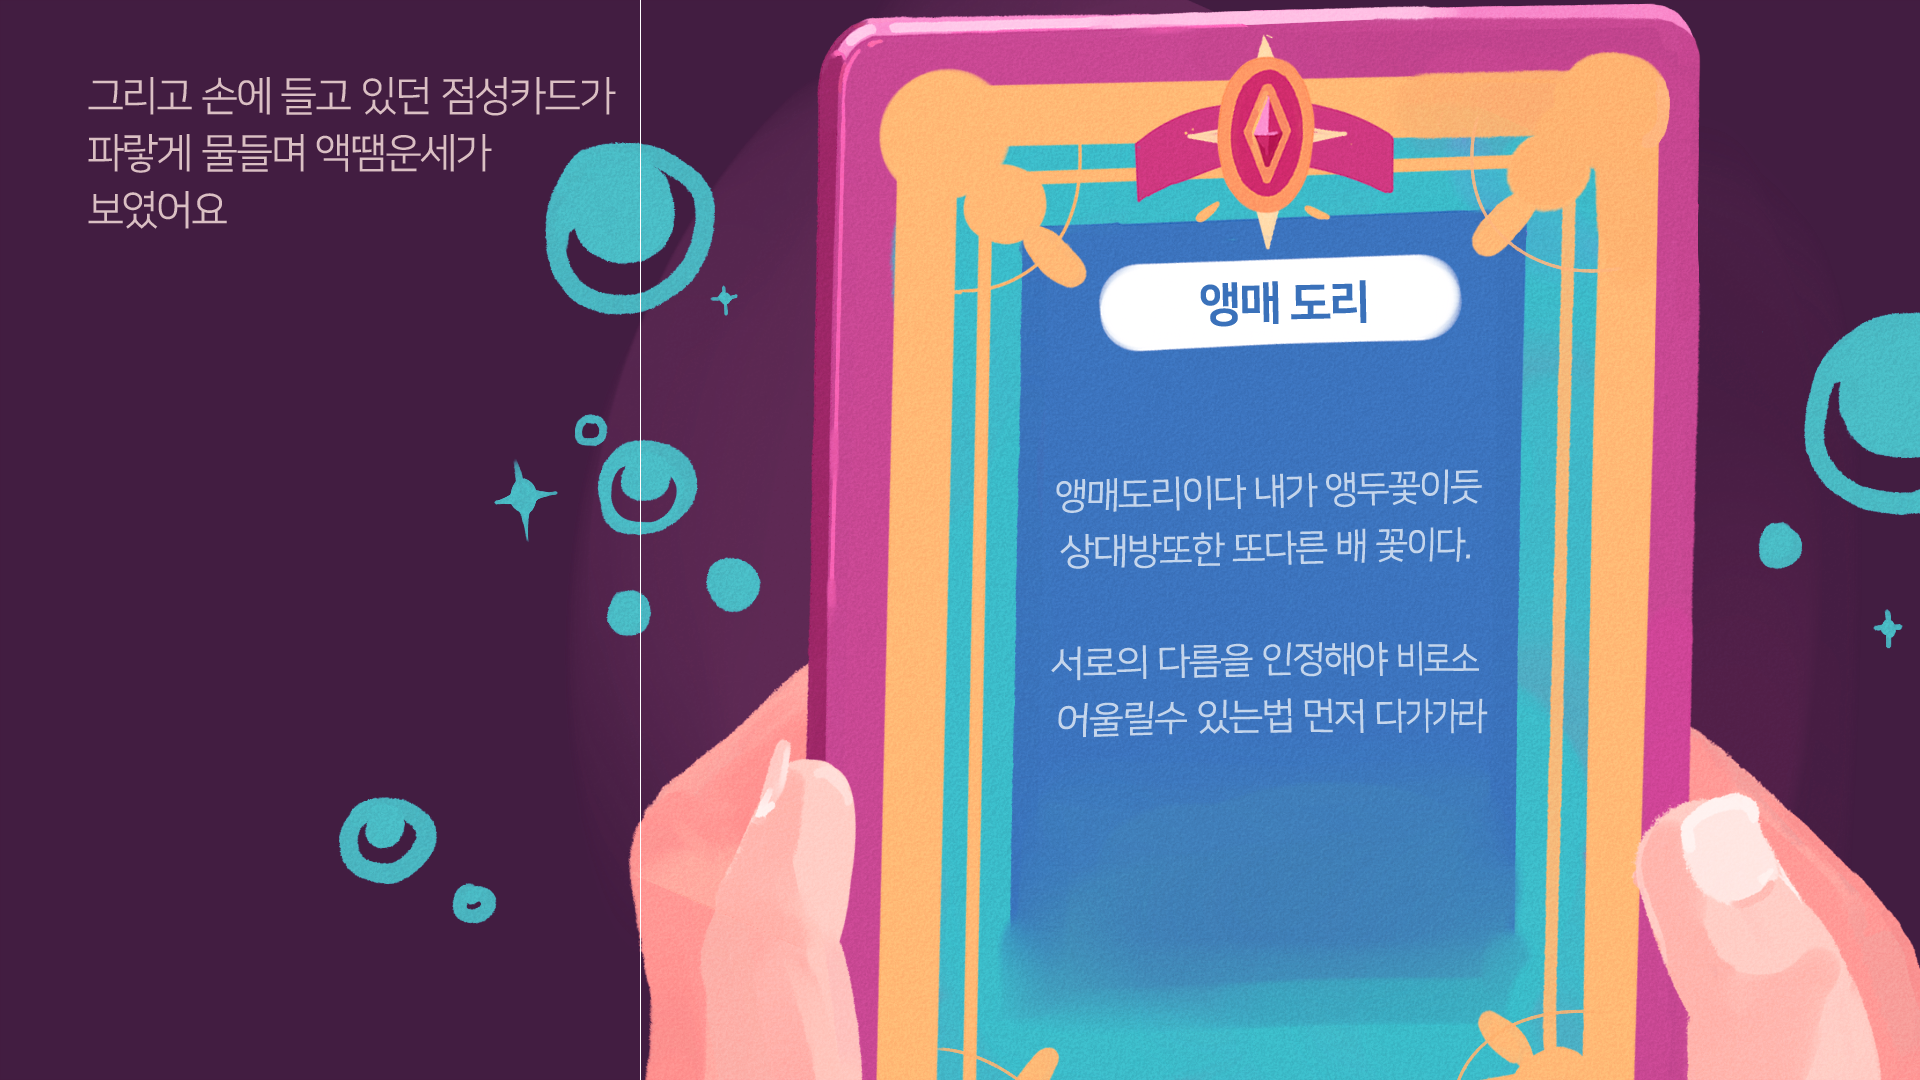 그리고 손에 들고 있던 점성카드가
파랗게 물들며 액땜운세가
보였어요
앵매 도리
앵매도리이다 내가 앵두꽃이듯
상대방또한 또다른 배 꽃이다.
서로의 다름을 인정해야 비로소
어울릴수 있는법 먼저 다가가라